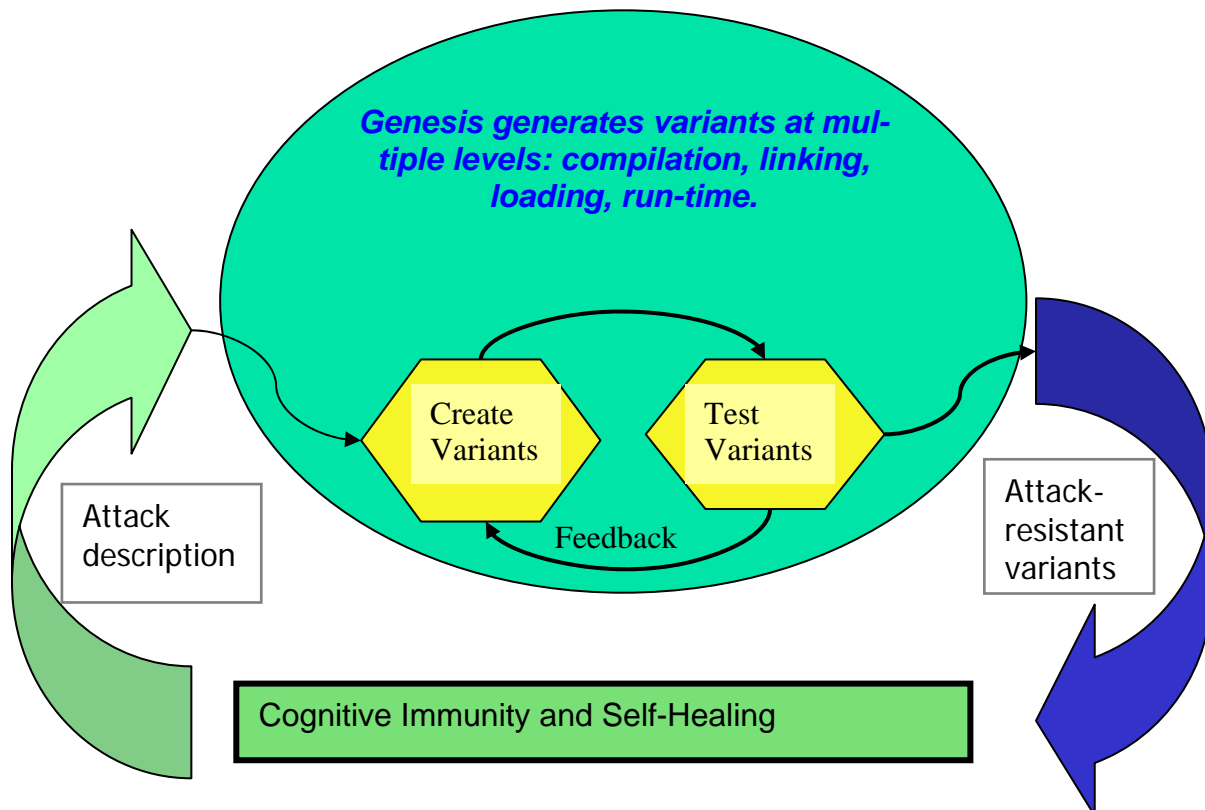 Genesis generates variants at mul-
tiple levels: compilation, linking,
loading, run-time.
Create
Variants
Test
Variants
Feedback
Attack
description
Attack-
resistant
variants
Cognitive Immunity and Self-Healing